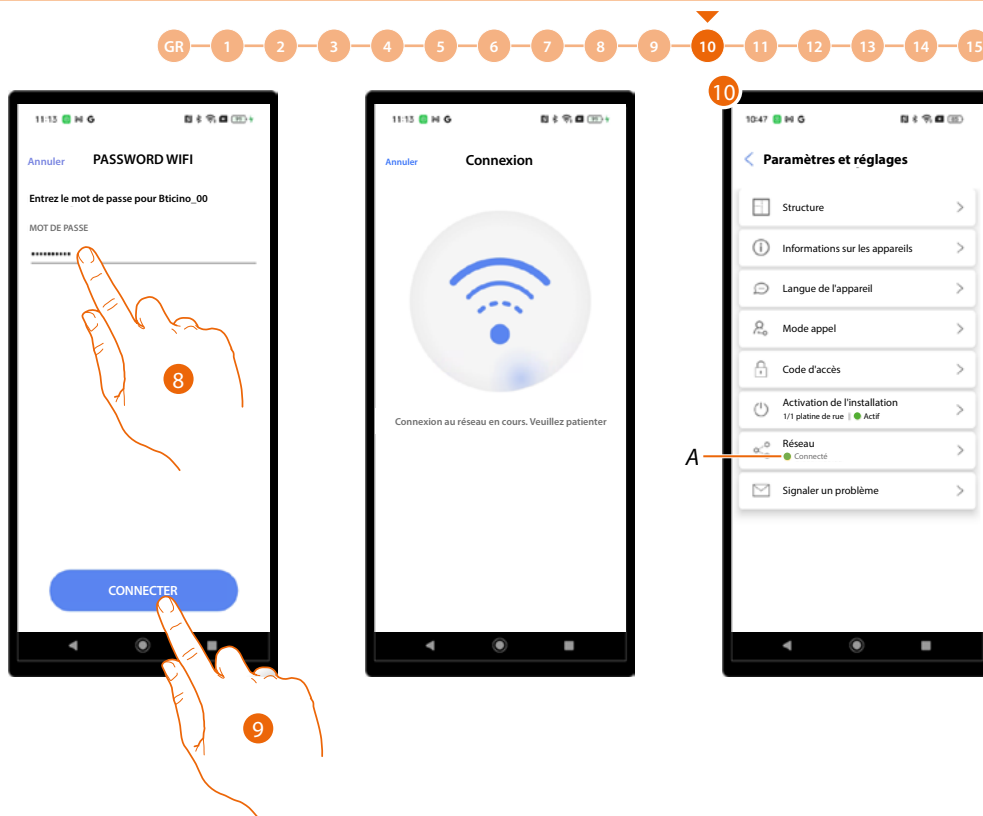 GR 1 2 3 4 5 6 7 8 9 10 11 12 13 14 15
11:13 G
Annuler PASSWORD WIFI
Entrez le mot de passe pour Bticino_00
MOT DE PASSE
••••••••••
8
CONNECTER
9
11:13 G
Annuler Connexion
Connexion au réseau en cours. Veuillez patienter
10
10:47 G
Paramètres et réglages
Structure
Informations sur les appareils
Langue de l'appareil
Mode appel
Code d'accès
Activation de l'installation
1/1 platine de rue | Actif
Réseau
A
Connecté
Signaler un problème